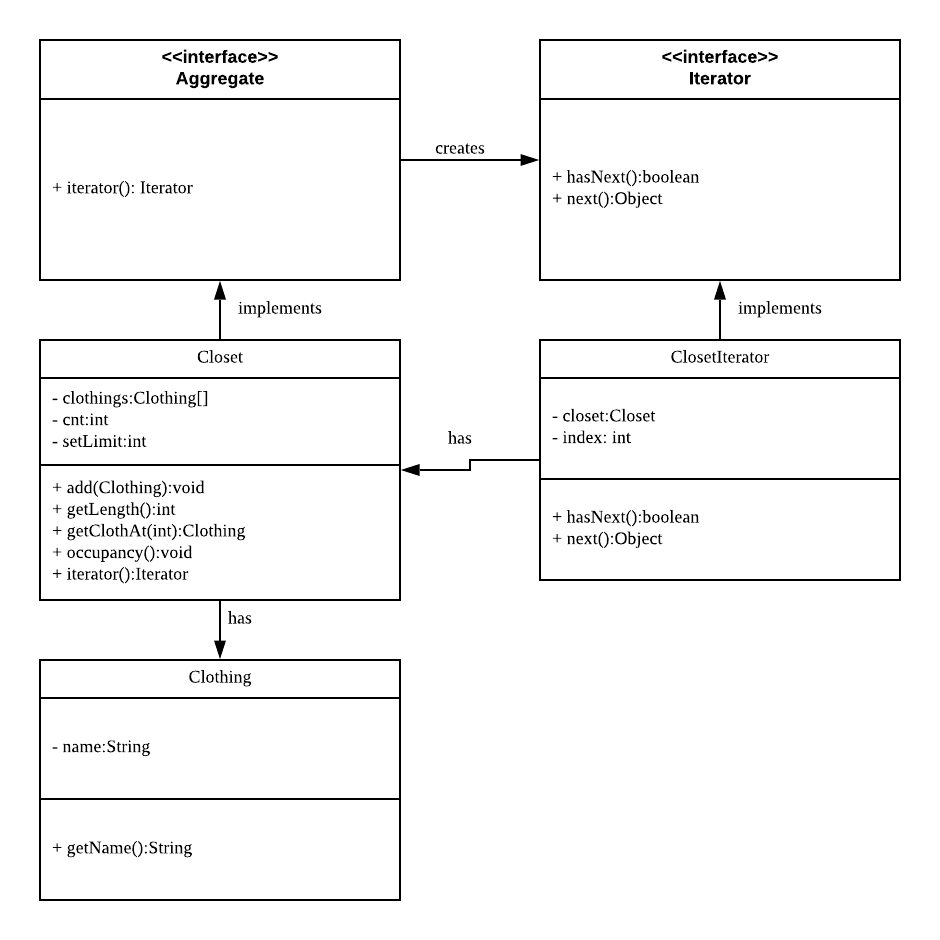 <<interface>>
Aggregate
+ iterator(): Iterator
creates
<<interface>>
Iterator
+ hasNext():boolean
+ next():Object
implements
implements
Closet
- clothings:Clothing[]
- cnt:int
- setLimit:int
+ add(Clothing):void
+ getLength():int
+ getClothAt(int):Clothing
+ occupancy():void
+ iterator():Iterator
has
ClosetIterator
- closet:Closet
- index: int
+ hasNext():boolean
+ next():Object
has
Clothing
- name:String
+ getName():String